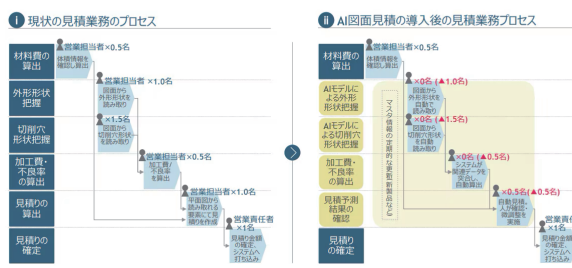 i 現状の見積業務のプロセス
材料費の
算出
営業担当者×0.5名
体積情報を
確認し算出
外形形状
把握
営業担当者 ×1.0名
図面から
外形形状
を読み取り
切削穴
形状把握
×1.5名
図面から
切削穴形状
を読み取り
加工費・
不良率
の算出
営業担当者×0.5名
加工費/
不良率
を算出
見積りの
算出
営業担当者×1.0名
平面図から
読み取れる
要素にて見
積りを作成
見積りの
確定
営業責任者
×1名
見積り金額
の確定、
システムへ
打ち込み
ii AI図面見積の導入後の見積業務プロセス
材料費の
算出
営業担当者×0.5名
体積情報を
確認し算出
AIモデルに
よる外形
形状把握
×0名（▲1.0名）
図面から
外形形状を
自動で
読み取り
AIモデルに
よる切削穴
形状把握
×0名（▲1.5名）
図面から
切削穴形状
を自動
読み取り
加工費・
不良率
の算出
×0名（▲0.5名）
システムが
関連データを
突合し、
自動算出
見積予測
結果の
確認
×0.5名(▲0.5名)
自動見積、
人が確認・
微調整を
実施
見積りの
確定
営業責任
×1名
見積り金額
の確定、
システムへ
打ち込み
マスタ情報の定期的な更新(新製品など)